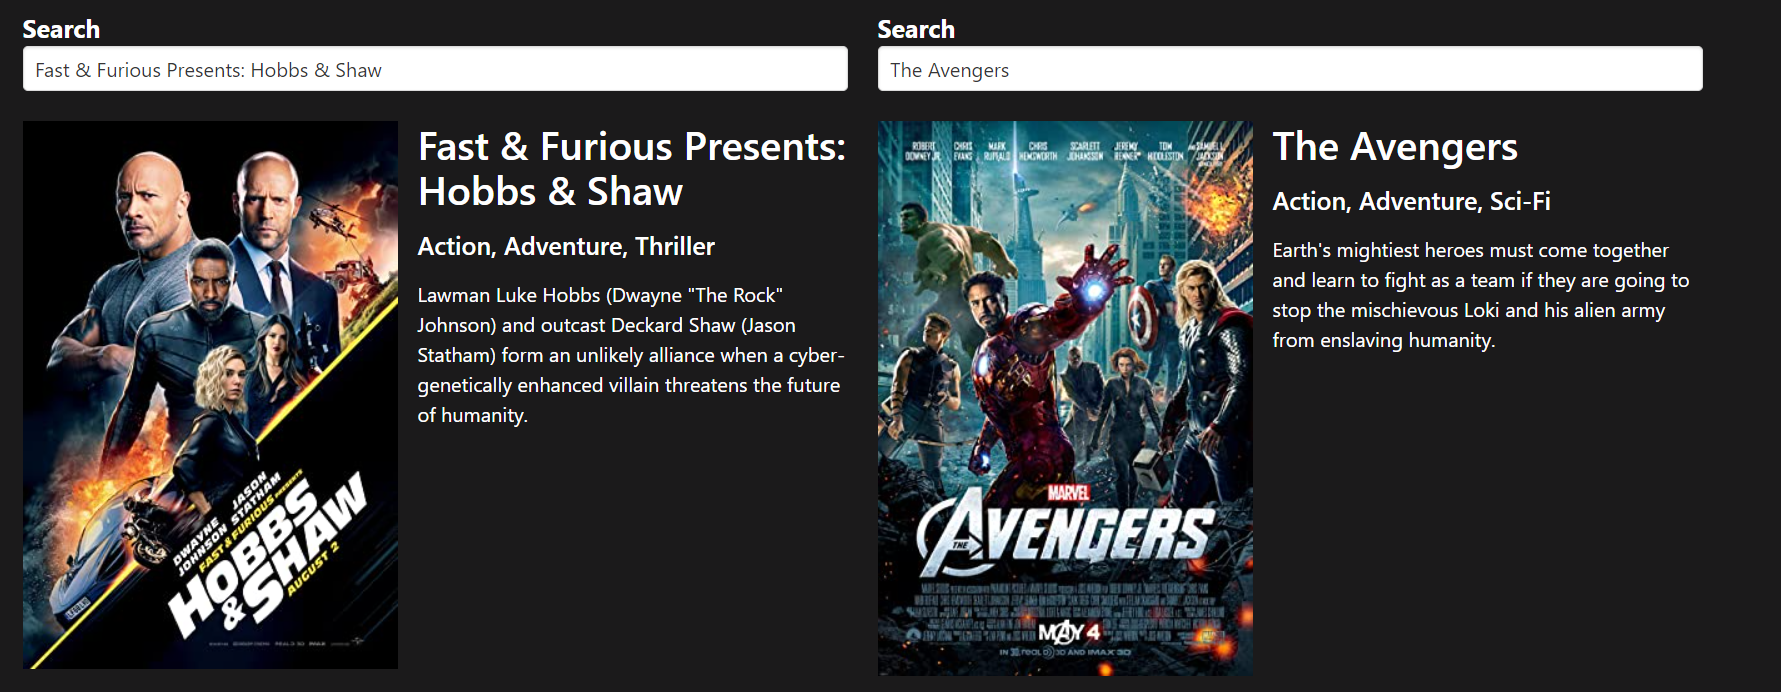 Search
Fast & Furious Presents: Hobbs & Shaw
Fast & Furious Presents:
Hobbs & Shaw
Action, Adventure, Thriller
Lawman Luke Hobbs (Dwayne "The Rock"
Johnson) and outcast Deckard Shaw (Jason
Statham) form an unlikely alliance when a cyber-
genetically enhanced villain threatens the future
of humanity.
DWAYNE
JOHNSON
JASON
STATHAM
FAST & FURIOUS PRESENTS
HOBBS
& SHAW
AUGUST 2
Search
The Avengers
ROBERT DOWNEY JR.
CHRIS EVANS
MARK RUFFALO
CHRIS HEMSWORTH
SCARLETT JOHANSSON
JEREMY RENNER
TOM HIDDLESTON
AND SAMUEL L. JACKSON
MARVEL
THE AVENGERS
MAY 4
IN REAL D 3D AND IMAX 3D
The Avengers
Action, Adventure, Sci-Fi
Earth's mightiest heroes must come together
and learn to fight as a team if they are going to
stop the mischievous Loki and his alien army
from enslaving humanity.